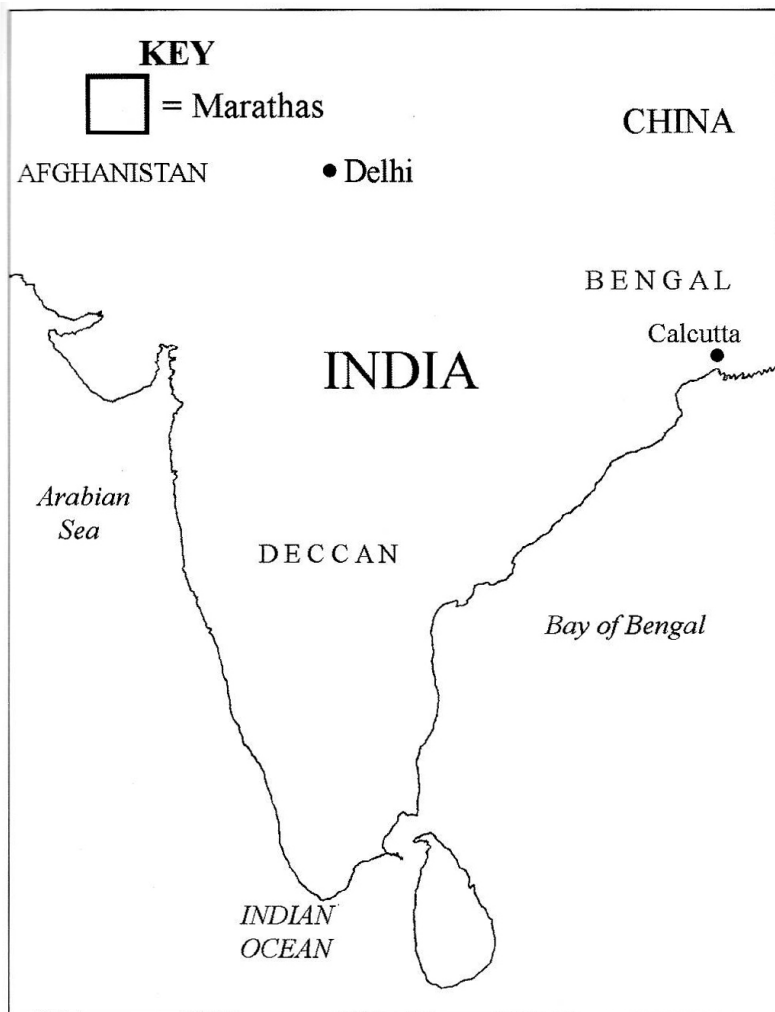 KEY
= Marathas
CHINA
AFGHANISTAN
Delhi
BENGAL
Calcutta
INDIA
Arabian
Sea
DECCAN
Bay of Bengal
INDIAN
OCEAN